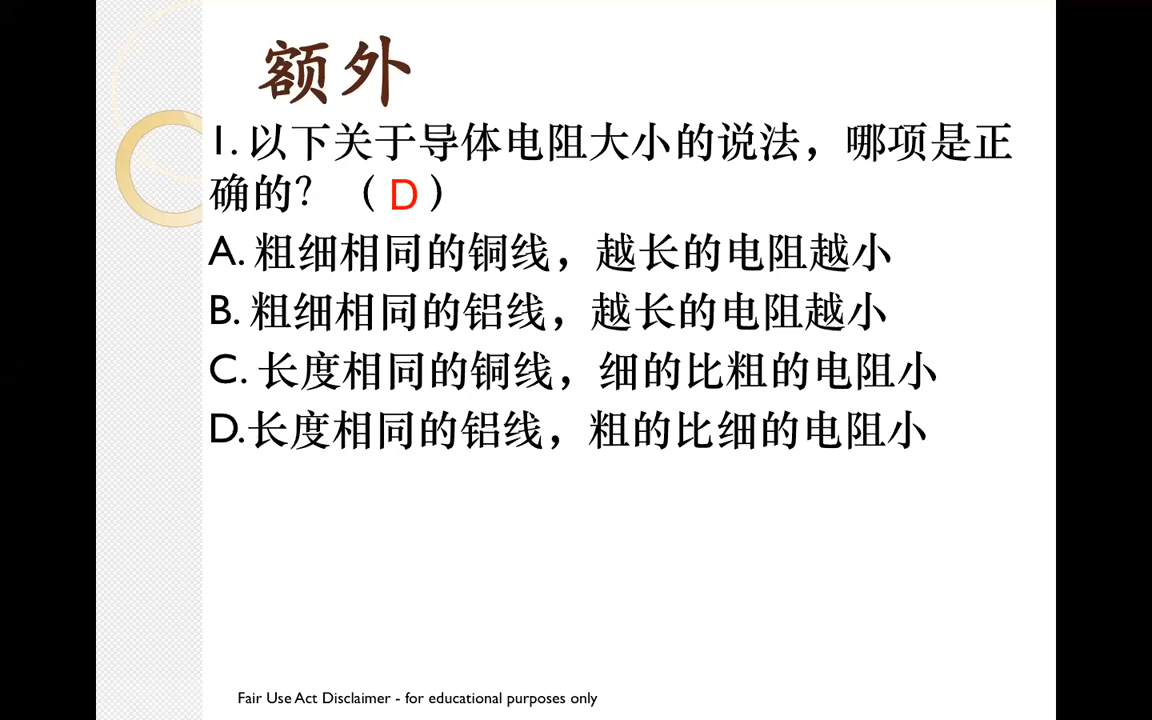 额外
1. 以下关于导体电阻大小的说法，哪项是正
确的？（ D ）
A. 粗细相同的铜线，越长的电阻越小
B. 粗细相同的铝线，越长的电阻越小
C. 长度相同的铜线，细的比粗的电阻小
D.长度相同的铝线，粗的比细的电阻小
Fair Use Act Disclaimer - for educational purposes only